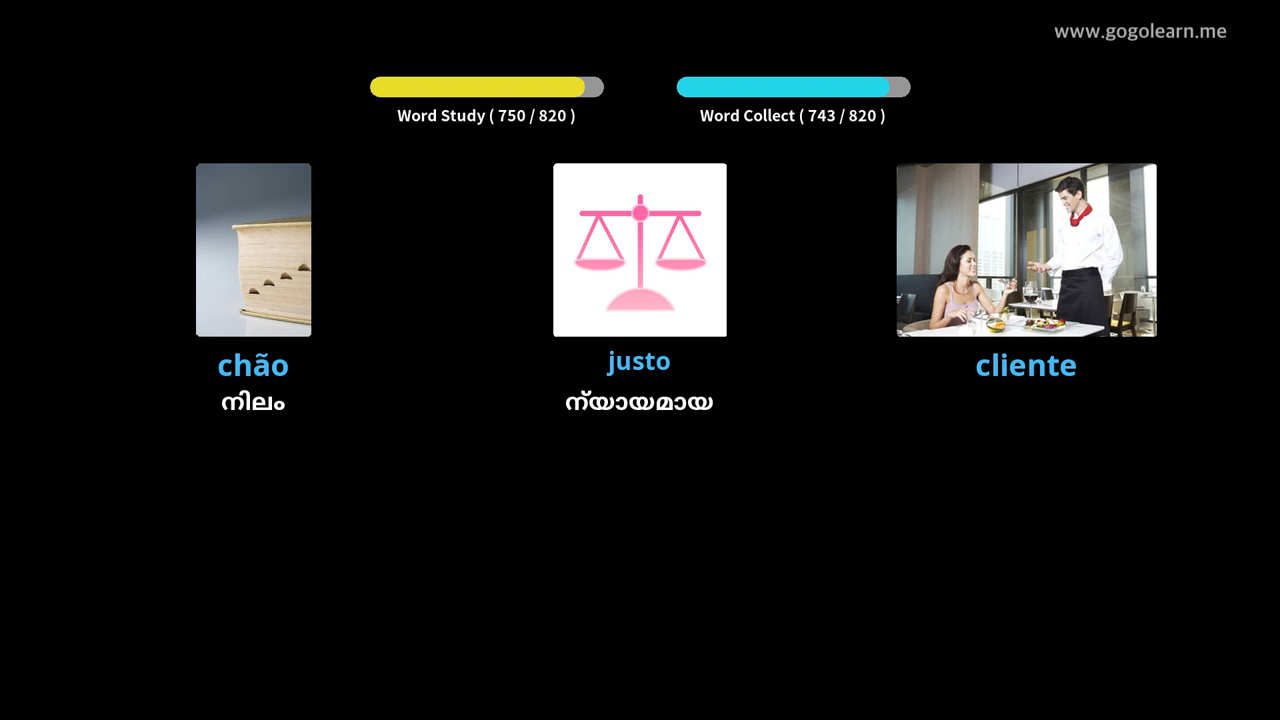 www.gogolearn.me
Word Study ( 750 / 820 )
Word Collect ( 743 / 820 )
chão
justo
cliente
നിലം
ന്യായമായ